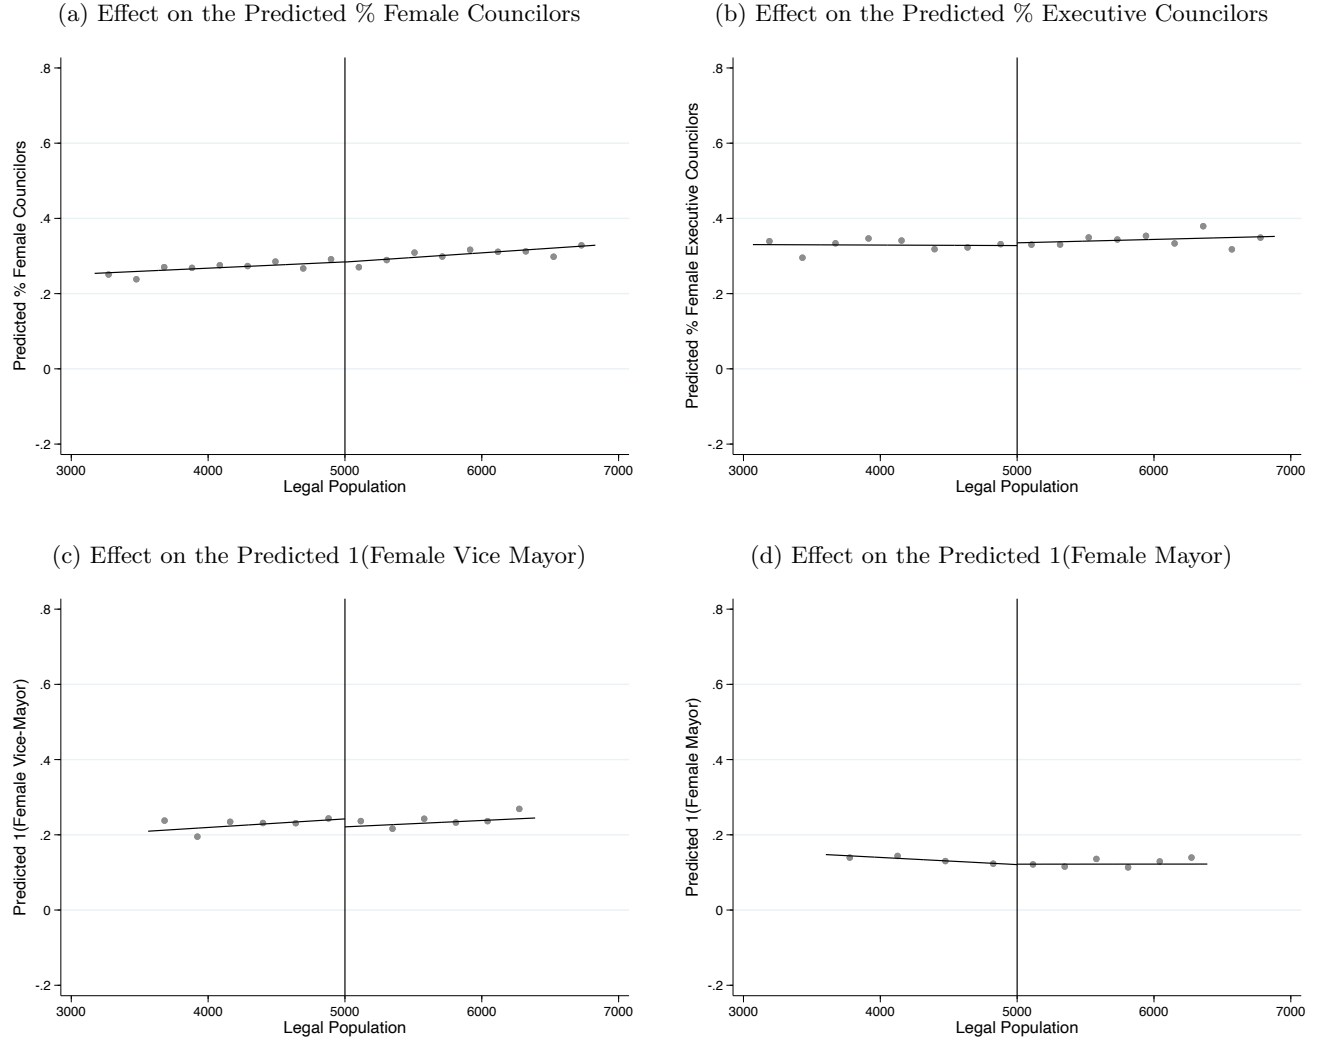 (a) Effect on the Predicted % Female Councilors
.8
.6
.4
.2
0
-.2
Predicted % Female Councilors
3000 4000 5000 6000 7000
Legal Population
(b) Effect on the Predicted % Executive Councilors
.8
.6
.4
.2
0
-.2
Predicted % Female Executive Councilors
3000 4000 5000 6000 7000
Legal Population
(c) Effect on the Predicted 1(Female Vice Mayor)
.8
.6
.4
.2
0
-.2
Predicted 1(Female Vice-Mayor)
3000 4000 5000 6000 7000
Legal Population
(d) Effect on the Predicted 1(Female Mayor)
.8
.6
.4
.2
0
-.2
Predicted 1(Female Mayor)
3000 4000 5000 6000 7000
Legal Population